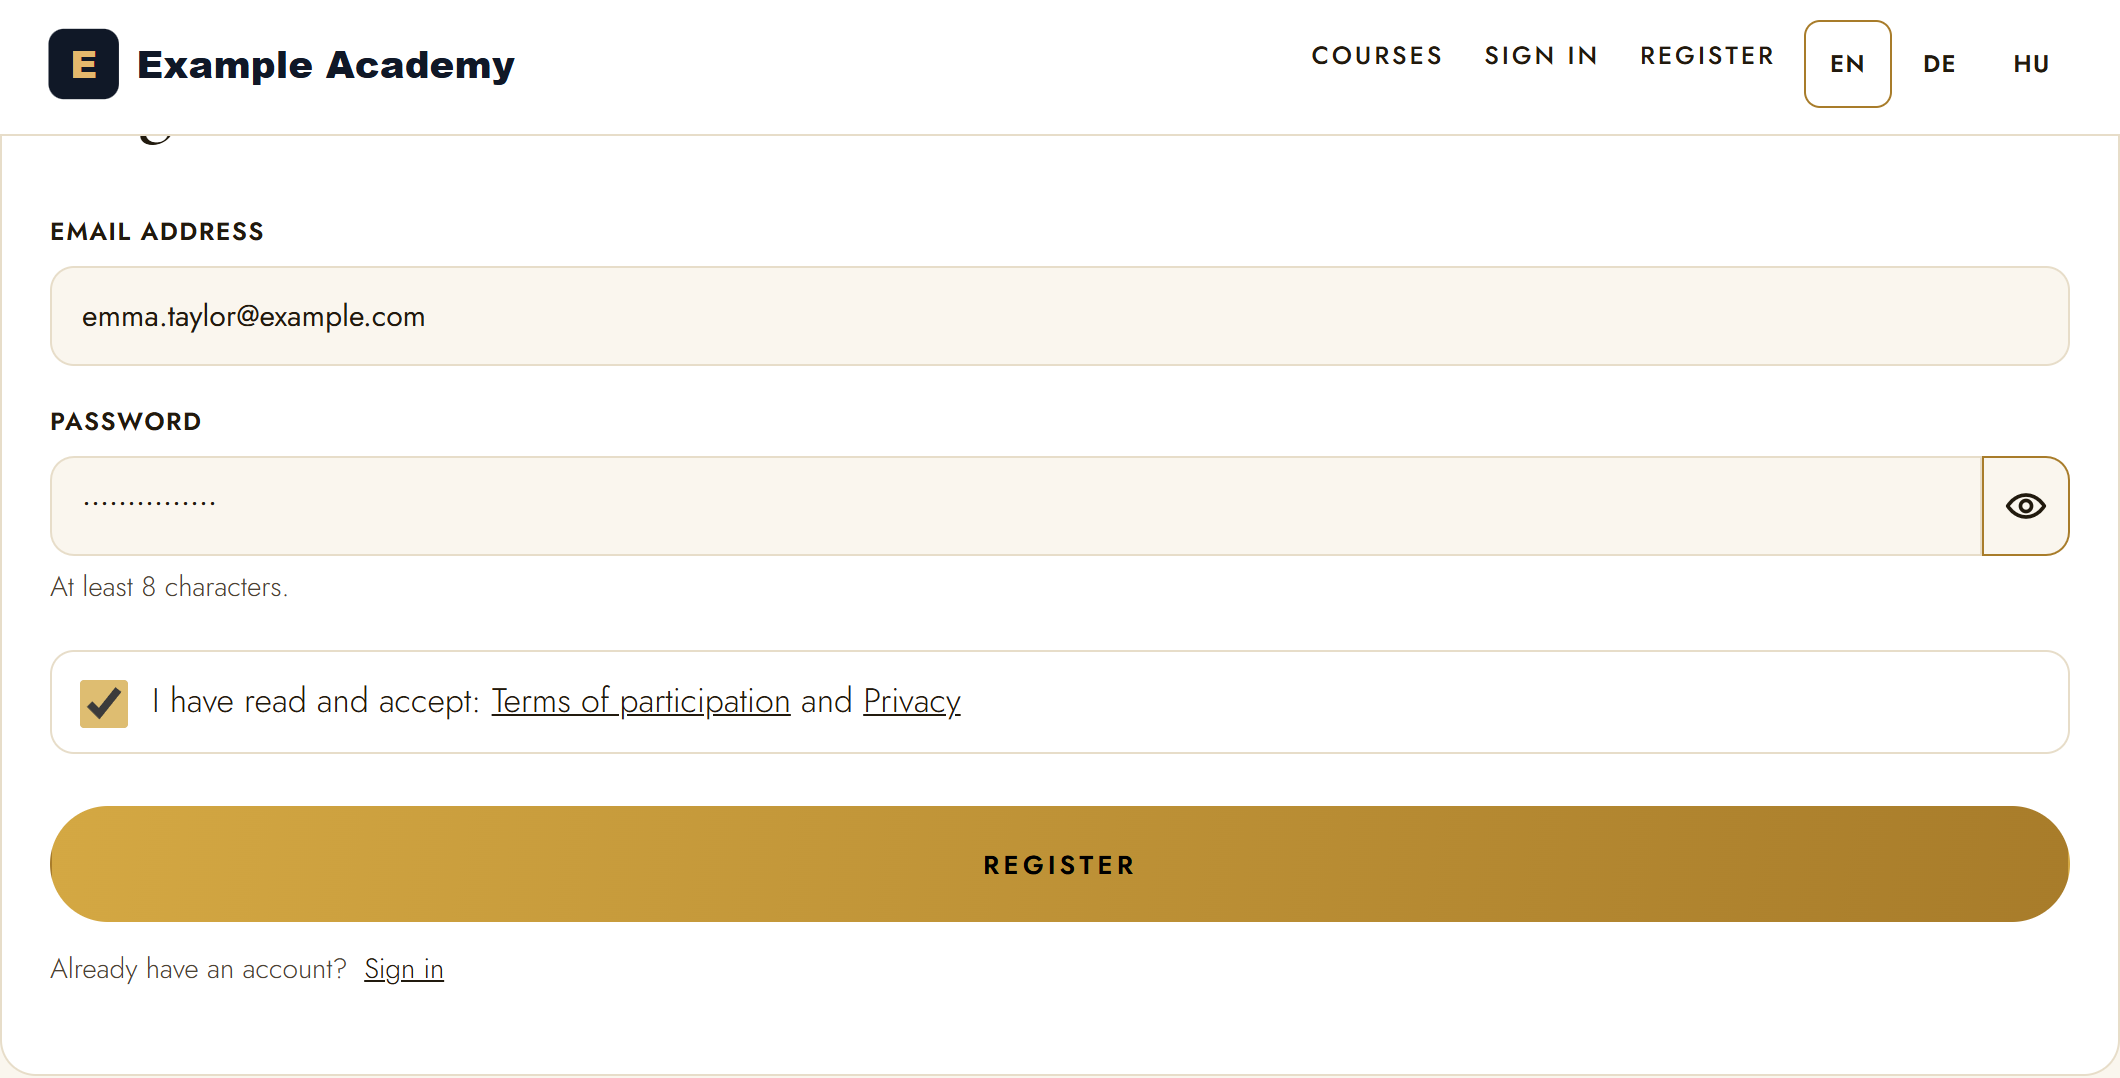 E Example Academy
COURSES SIGN IN REGISTER EN DE HU
EMAIL ADDRESS
emma.taylor@example.com
PASSWORD
...............
At least 8 characters.
I have read and accept: Terms of participation and Privacy
REGISTER
Already have an account? Sign in